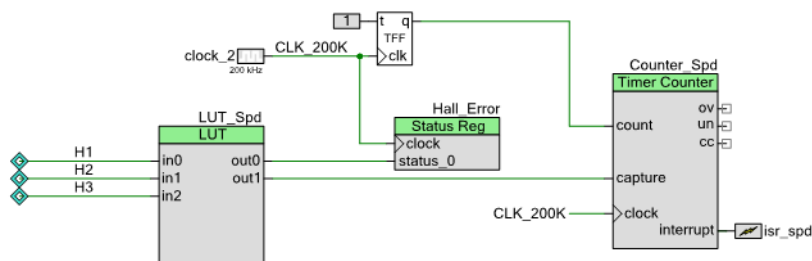 1
t q
TFF
clk
clock_2
200 kHz
CLK_200K
Counter_Spd
Timer Counter
ov
un
cc
count
capture
clock
interrupt
isr_spd
CLK_200K
Hall_Error
Status Reg
clock
status_0
LUT_Spd
LUT
H1
in0 out0
H2
in1 out1
H3
in2